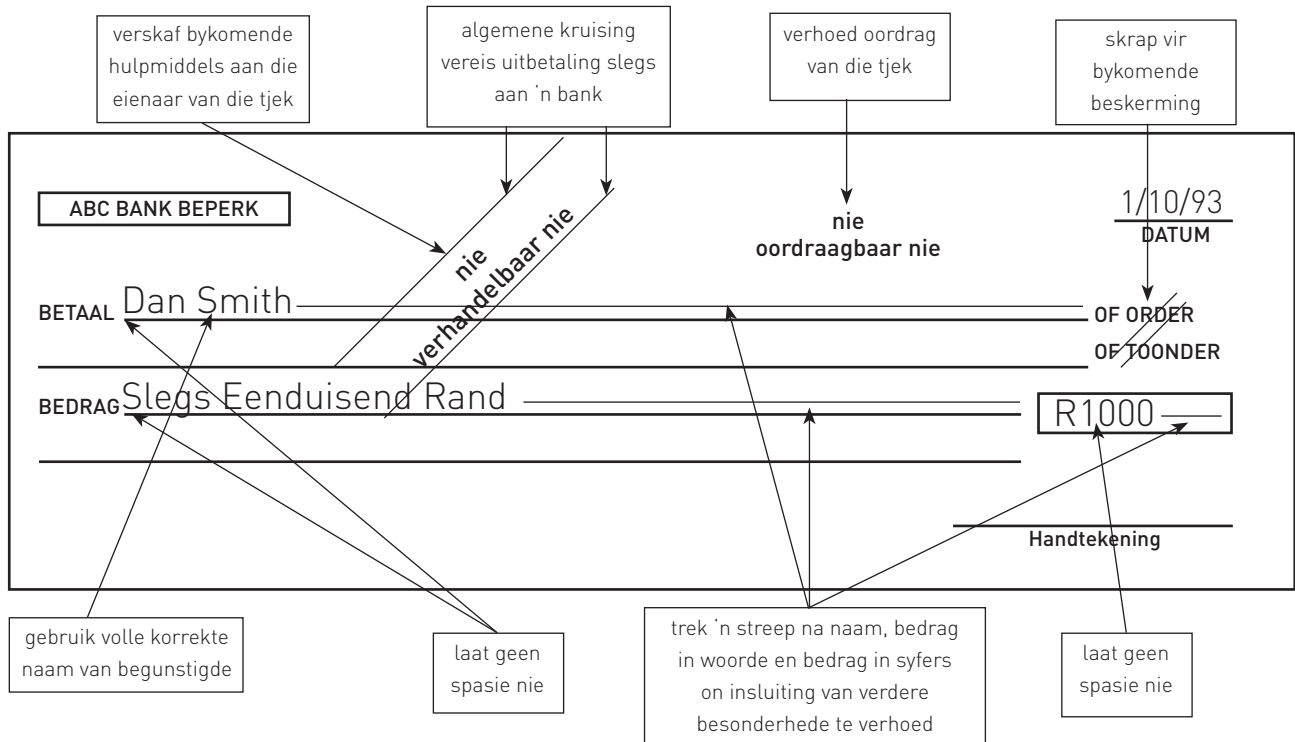 verskaf bykomende
hulpmiddels aan die
eienaar van die tjek
algemene kruising
vereis uitbetaling slegs
aan 'n bank
verhoed oordrag
van die tjek
skrap vir
bykomende
beskerming
ABC BANK BEPERK
nie
verhandelbaar nie
nie
oordraagbaar nie
1/10/93
DATUM
BETAAL Dan Smith
OF ORDER
OF TOONDER
BEDRAG Slegs Eenduisend Rand
R1000
Handtekening
gebruik volle korrekte
naam van begunstigde
laat geen
spasie nie
trek 'n streep na naam, bedrag
in woorde en bedrag in syfers
on insluiting van verdere
besonderhede te verhoed
laat geen
spasie nie